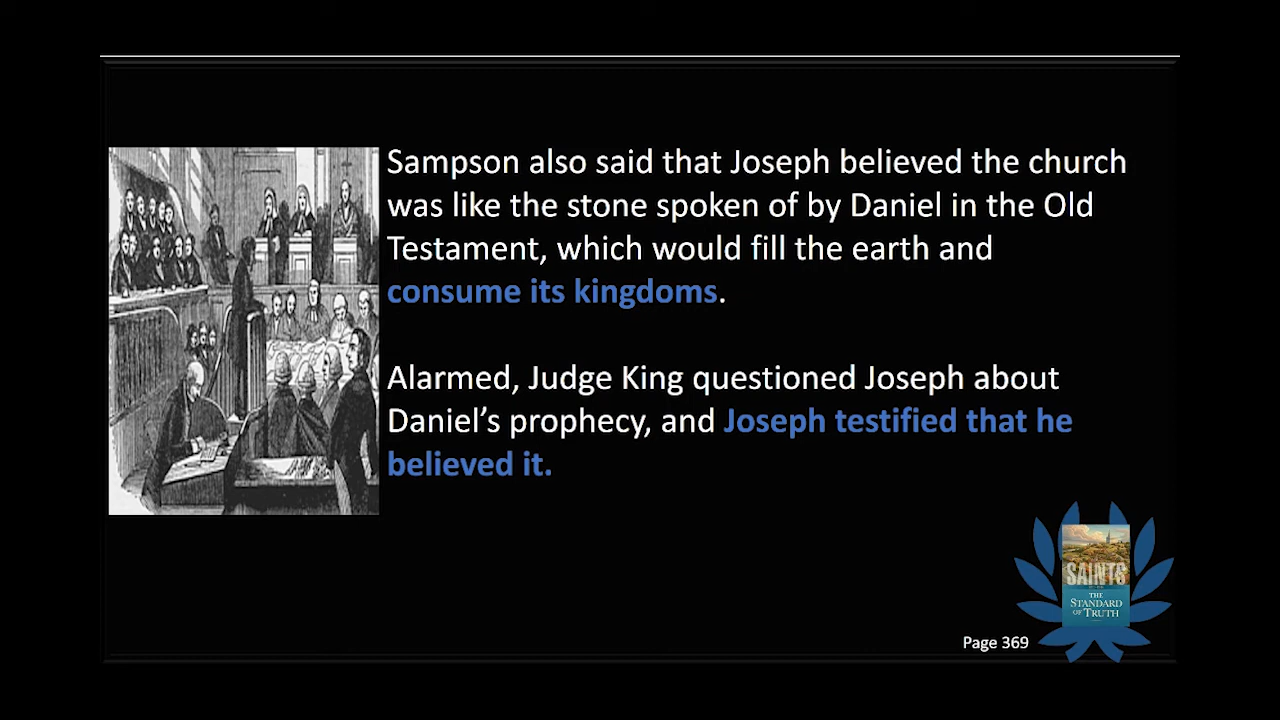 Sampson also said that Joseph believed the church
was like the stone spoken of by Daniel in the Old
Testament, which would fill the earth and
consume its kingdoms.
Alarmed, Judge King questioned Joseph about
Daniel’s prophecy, and Joseph testified that he
believed it.
SAINTS
THE
STANDARD
OF TRUTH
Page 369